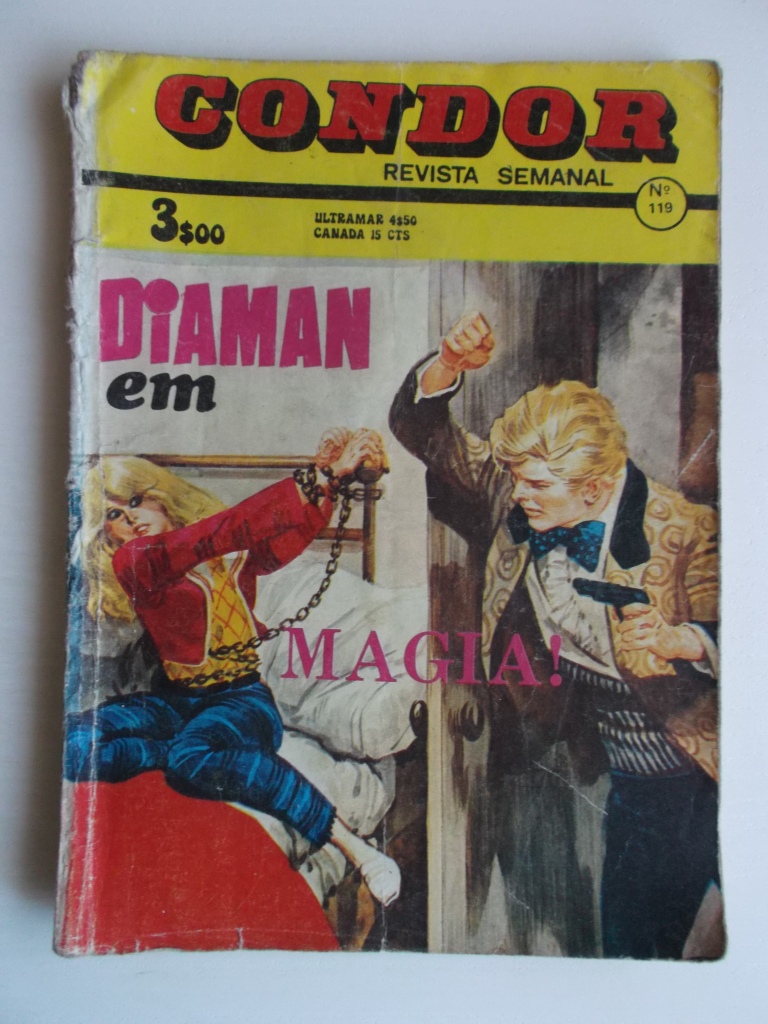 CONDOR
REVISTA SEMANAL
Nº
119
3$00
ULTRAMAR 4$50
CANADA 15 CTS
DiAMAN
em
MAGIA!